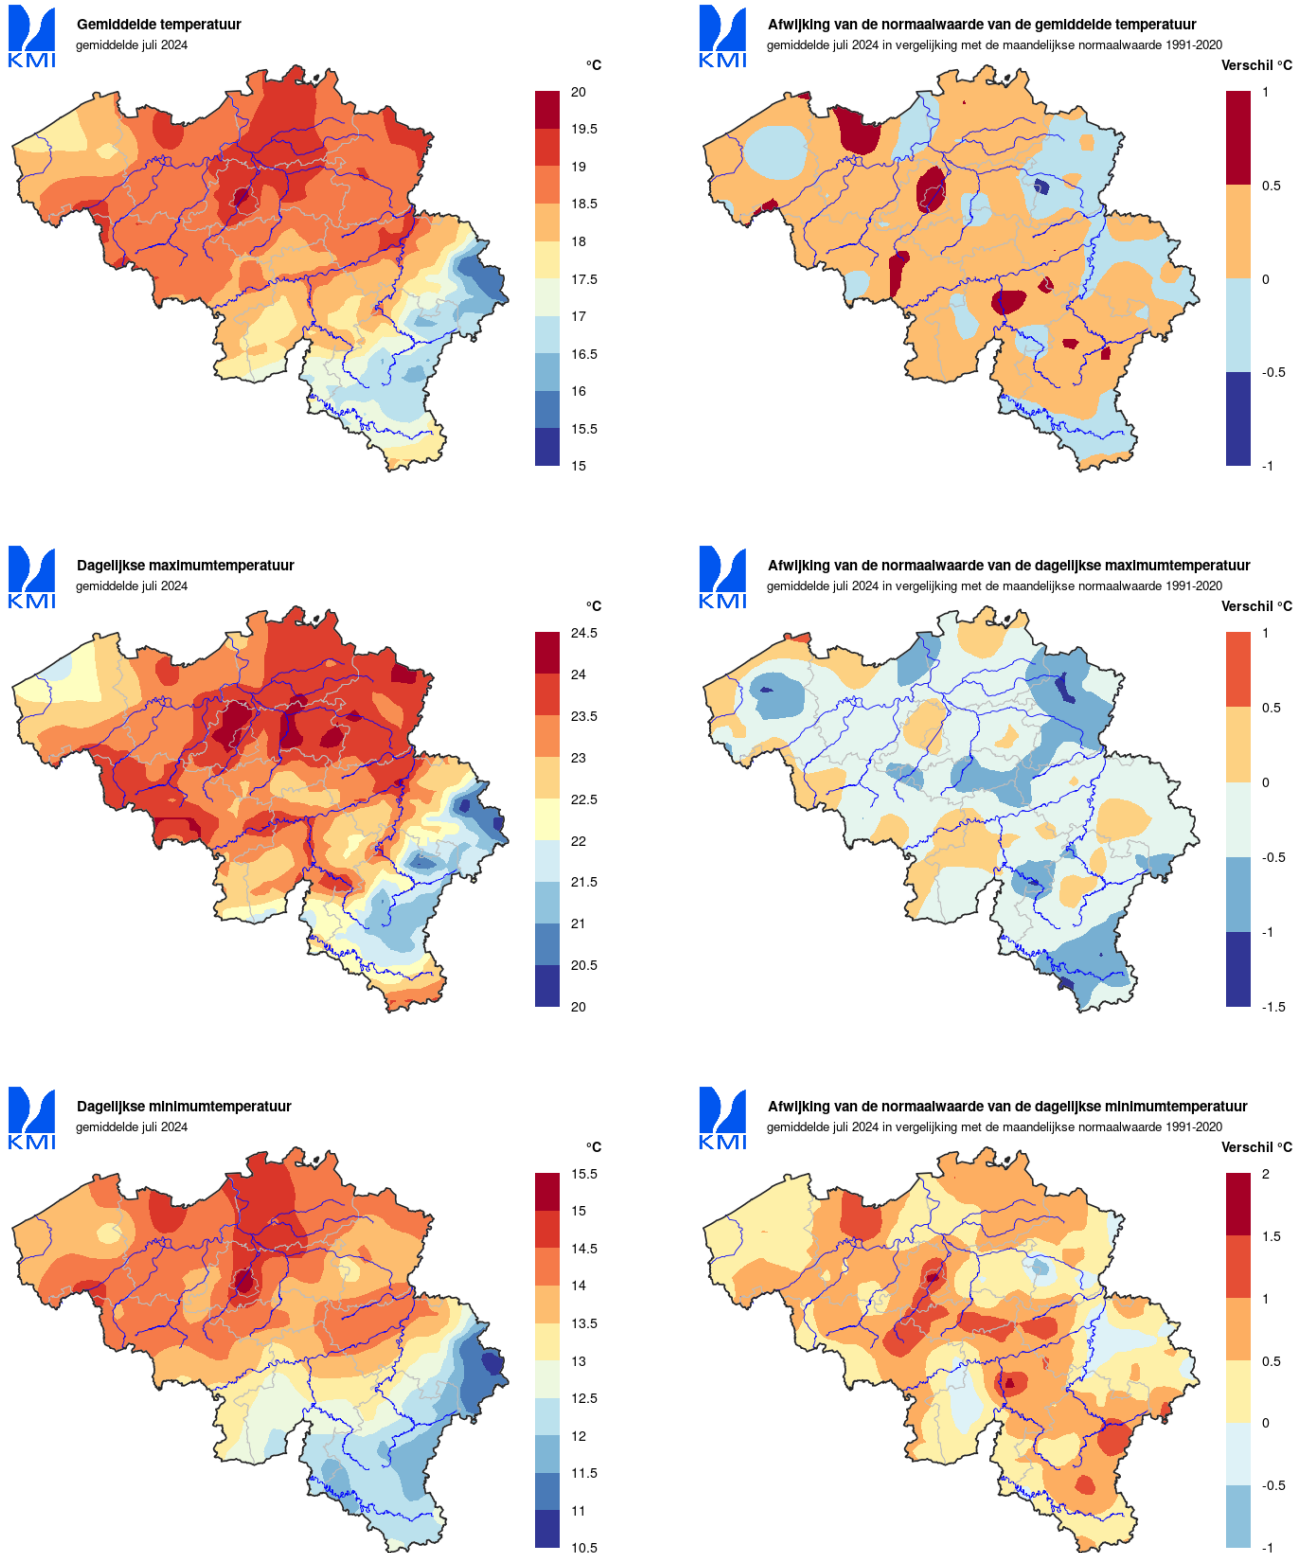 KMI
Gemiddelde temperatuur
gemiddelde juli 2024
°C
20
19.5
19
18.5
18
17.5
17
16.5
16
15.5
15
KMI
Afwijking van de normaalwaarde van de gemiddelde temperatuur
gemiddelde juli 2024 in vergelijking met de maandelijkse normaalwaarde 1991-2020
Verschil °C
1
0.5
0
-0.5
-1
KMI
Dagelijkse maximumtemperatuur
gemiddelde juli 2024
°C
24.5
24
23.5
23
22.5
22
21.5
21
20.5
20
KMI
Afwijking van de normaalwaarde van de dagelijkse maximumtemperatuur
gemiddelde juli 2024 in vergelijking met de maandelijkse normaalwaarde 1991-2020
Verschil °C
1
0.5
0
-0.5
-1
-1.5
KMI
Dagelijkse minimumtemperatuur
gemiddelde juli 2024
°C
15.5
15
14.5
14
13.5
13
12.5
12
11.5
11
10.5
KMI
Afwijking van de normaalwaarde van de dagelijkse minimumtemperatuur
gemiddelde juli 2024 in vergelijking met de maandelijkse normaalwaarde 1991-2020
Verschil °C
2
1.5
1
0.5
0
-0.5
-1